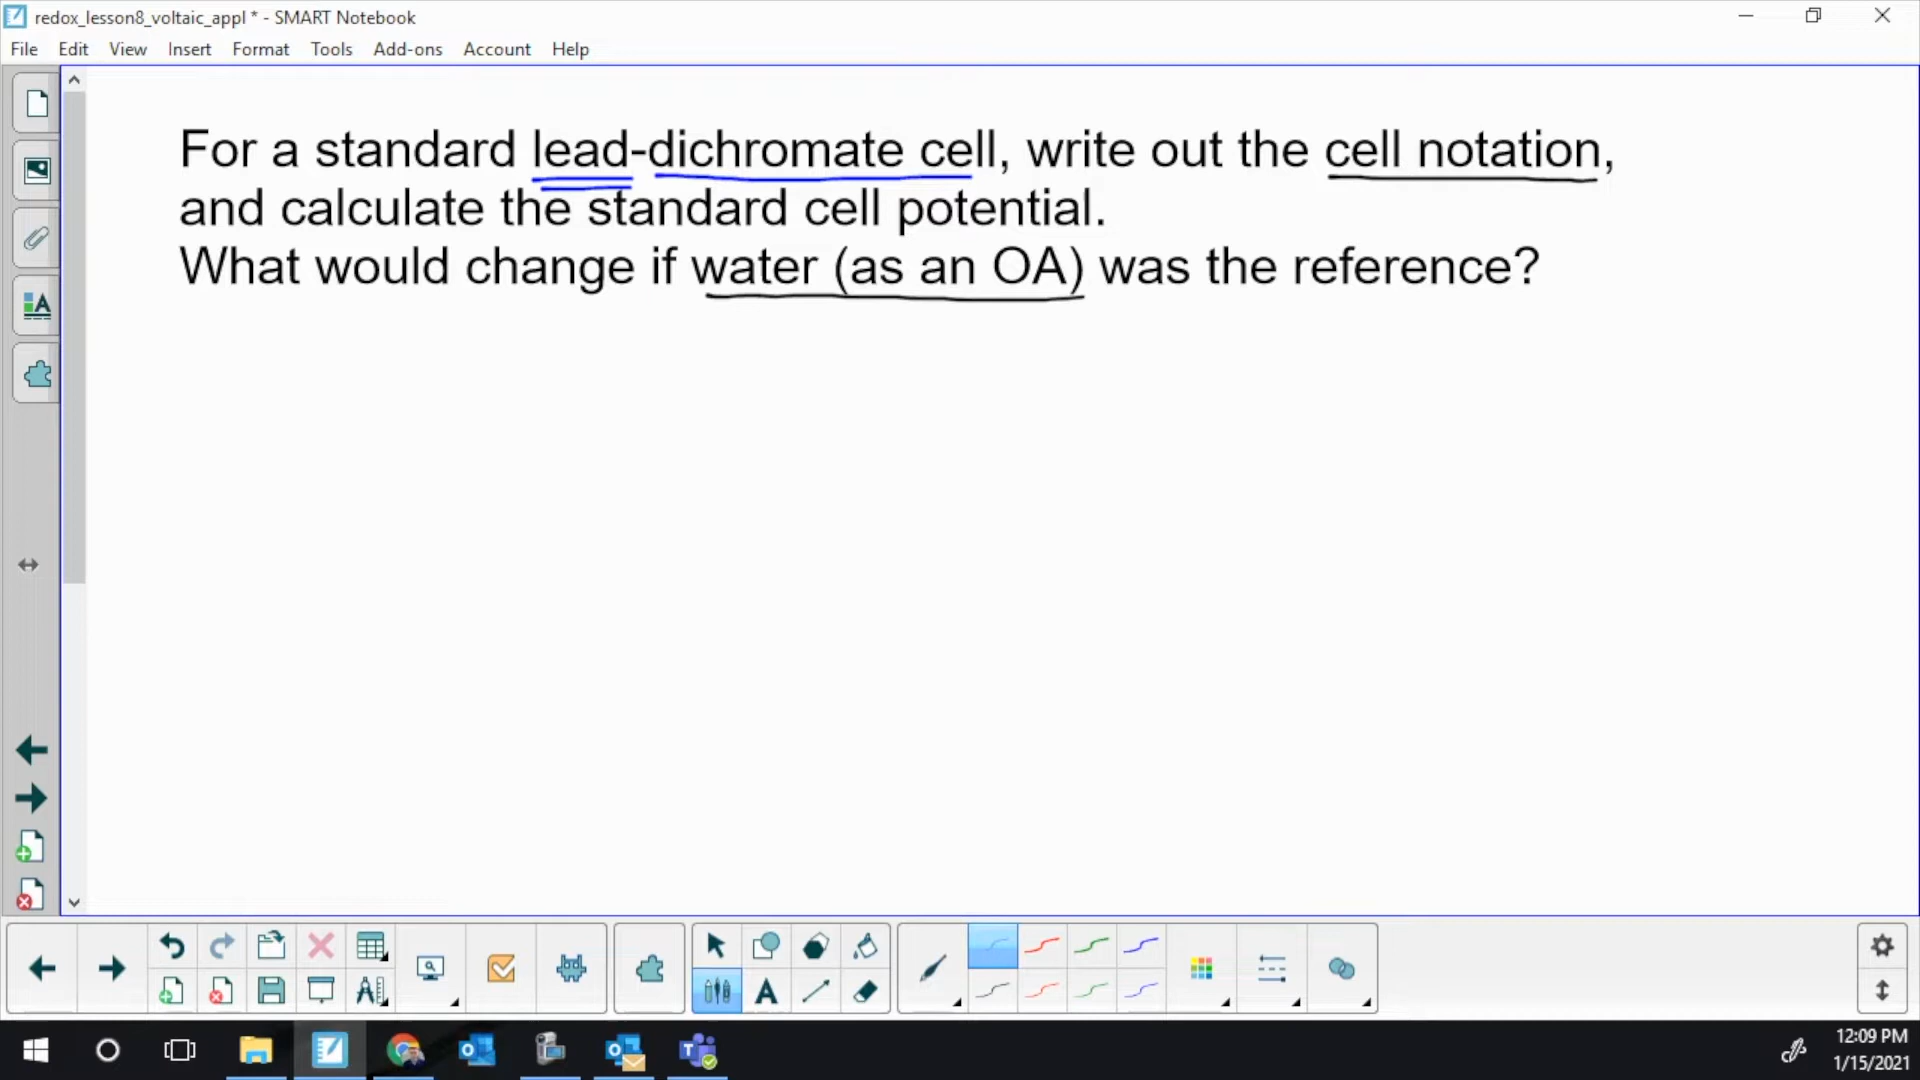 redox_lesson8_voltaic_appl * - SMART Notebook
File Edit View Insert Format Tools Add-ons Account Help
For a standard lead-dichromate cell, write out the cell notation,
and calculate the standard cell potential.
What would change if water (as an OA) was the reference?
12:09 PM
1/15/2021